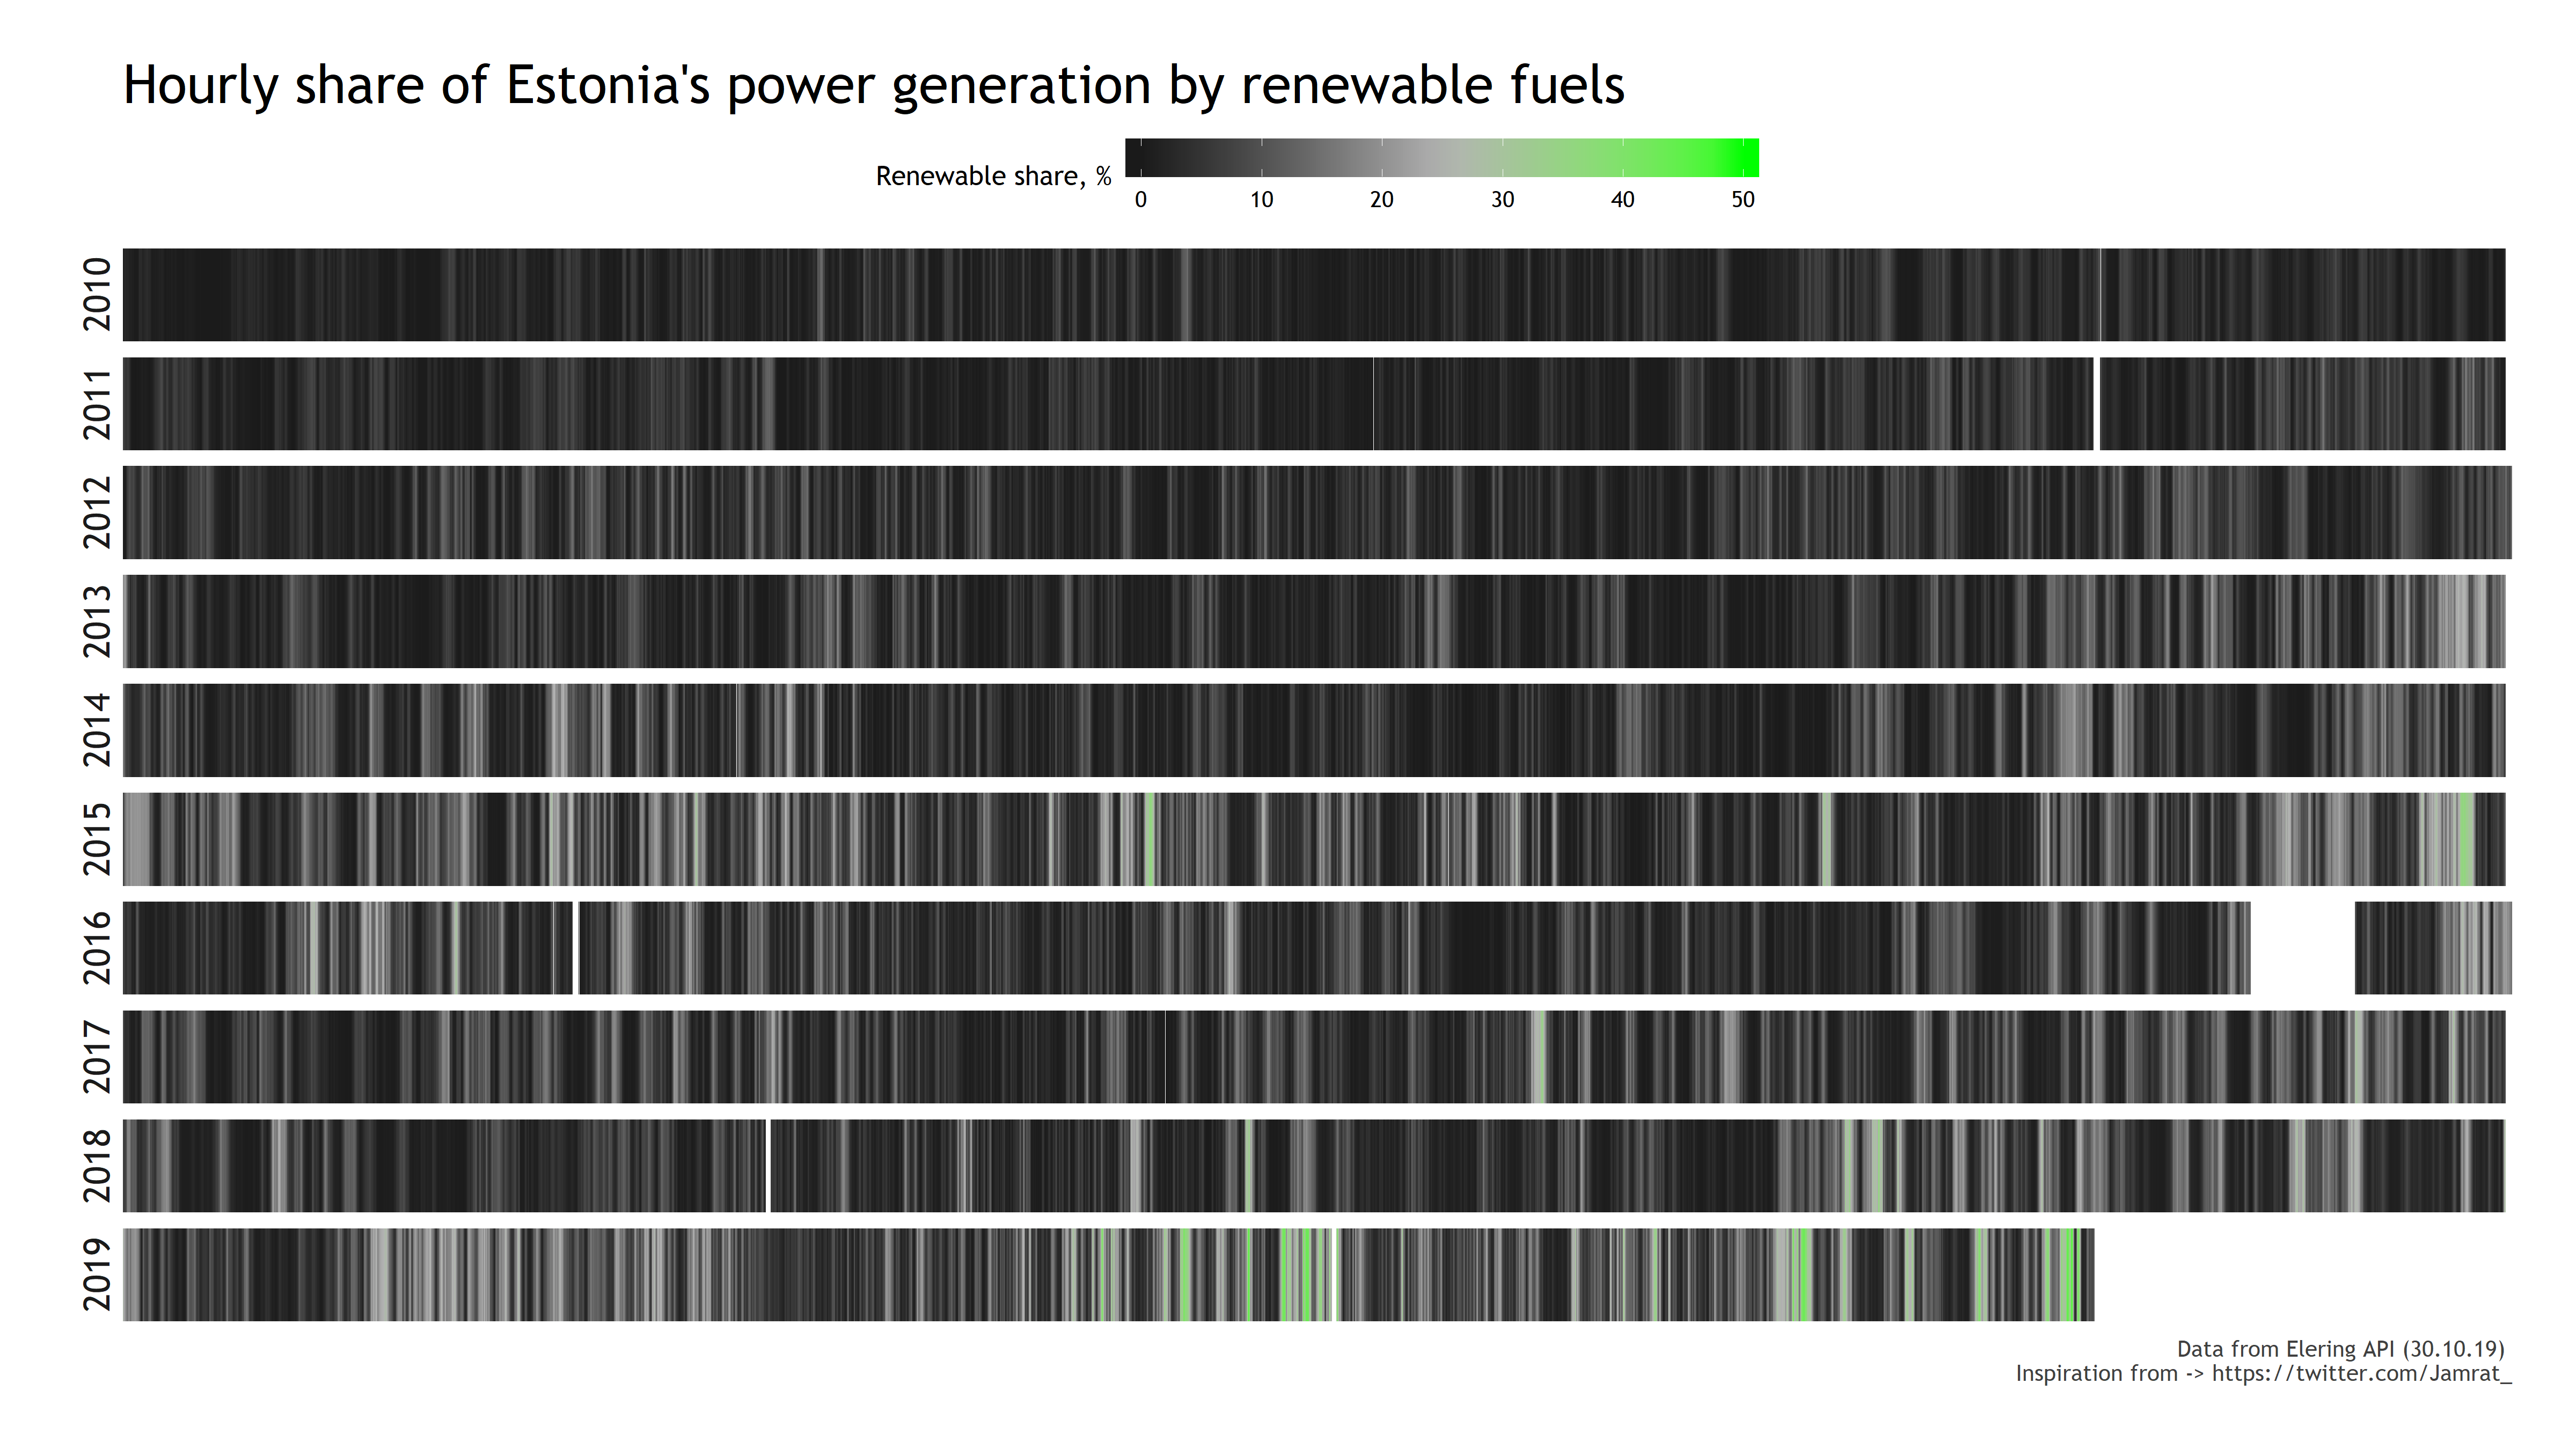 Hourly share of Estonia's power generation by renewable fuels
Renewable share, %
0 10 20 30 40 50
2010
2011
2012
2013
2014
2015
2016
2017
2018
2019
Data from Elering API (30.10.19)
Inspiration from -> https://twitter.com/Jamrat_